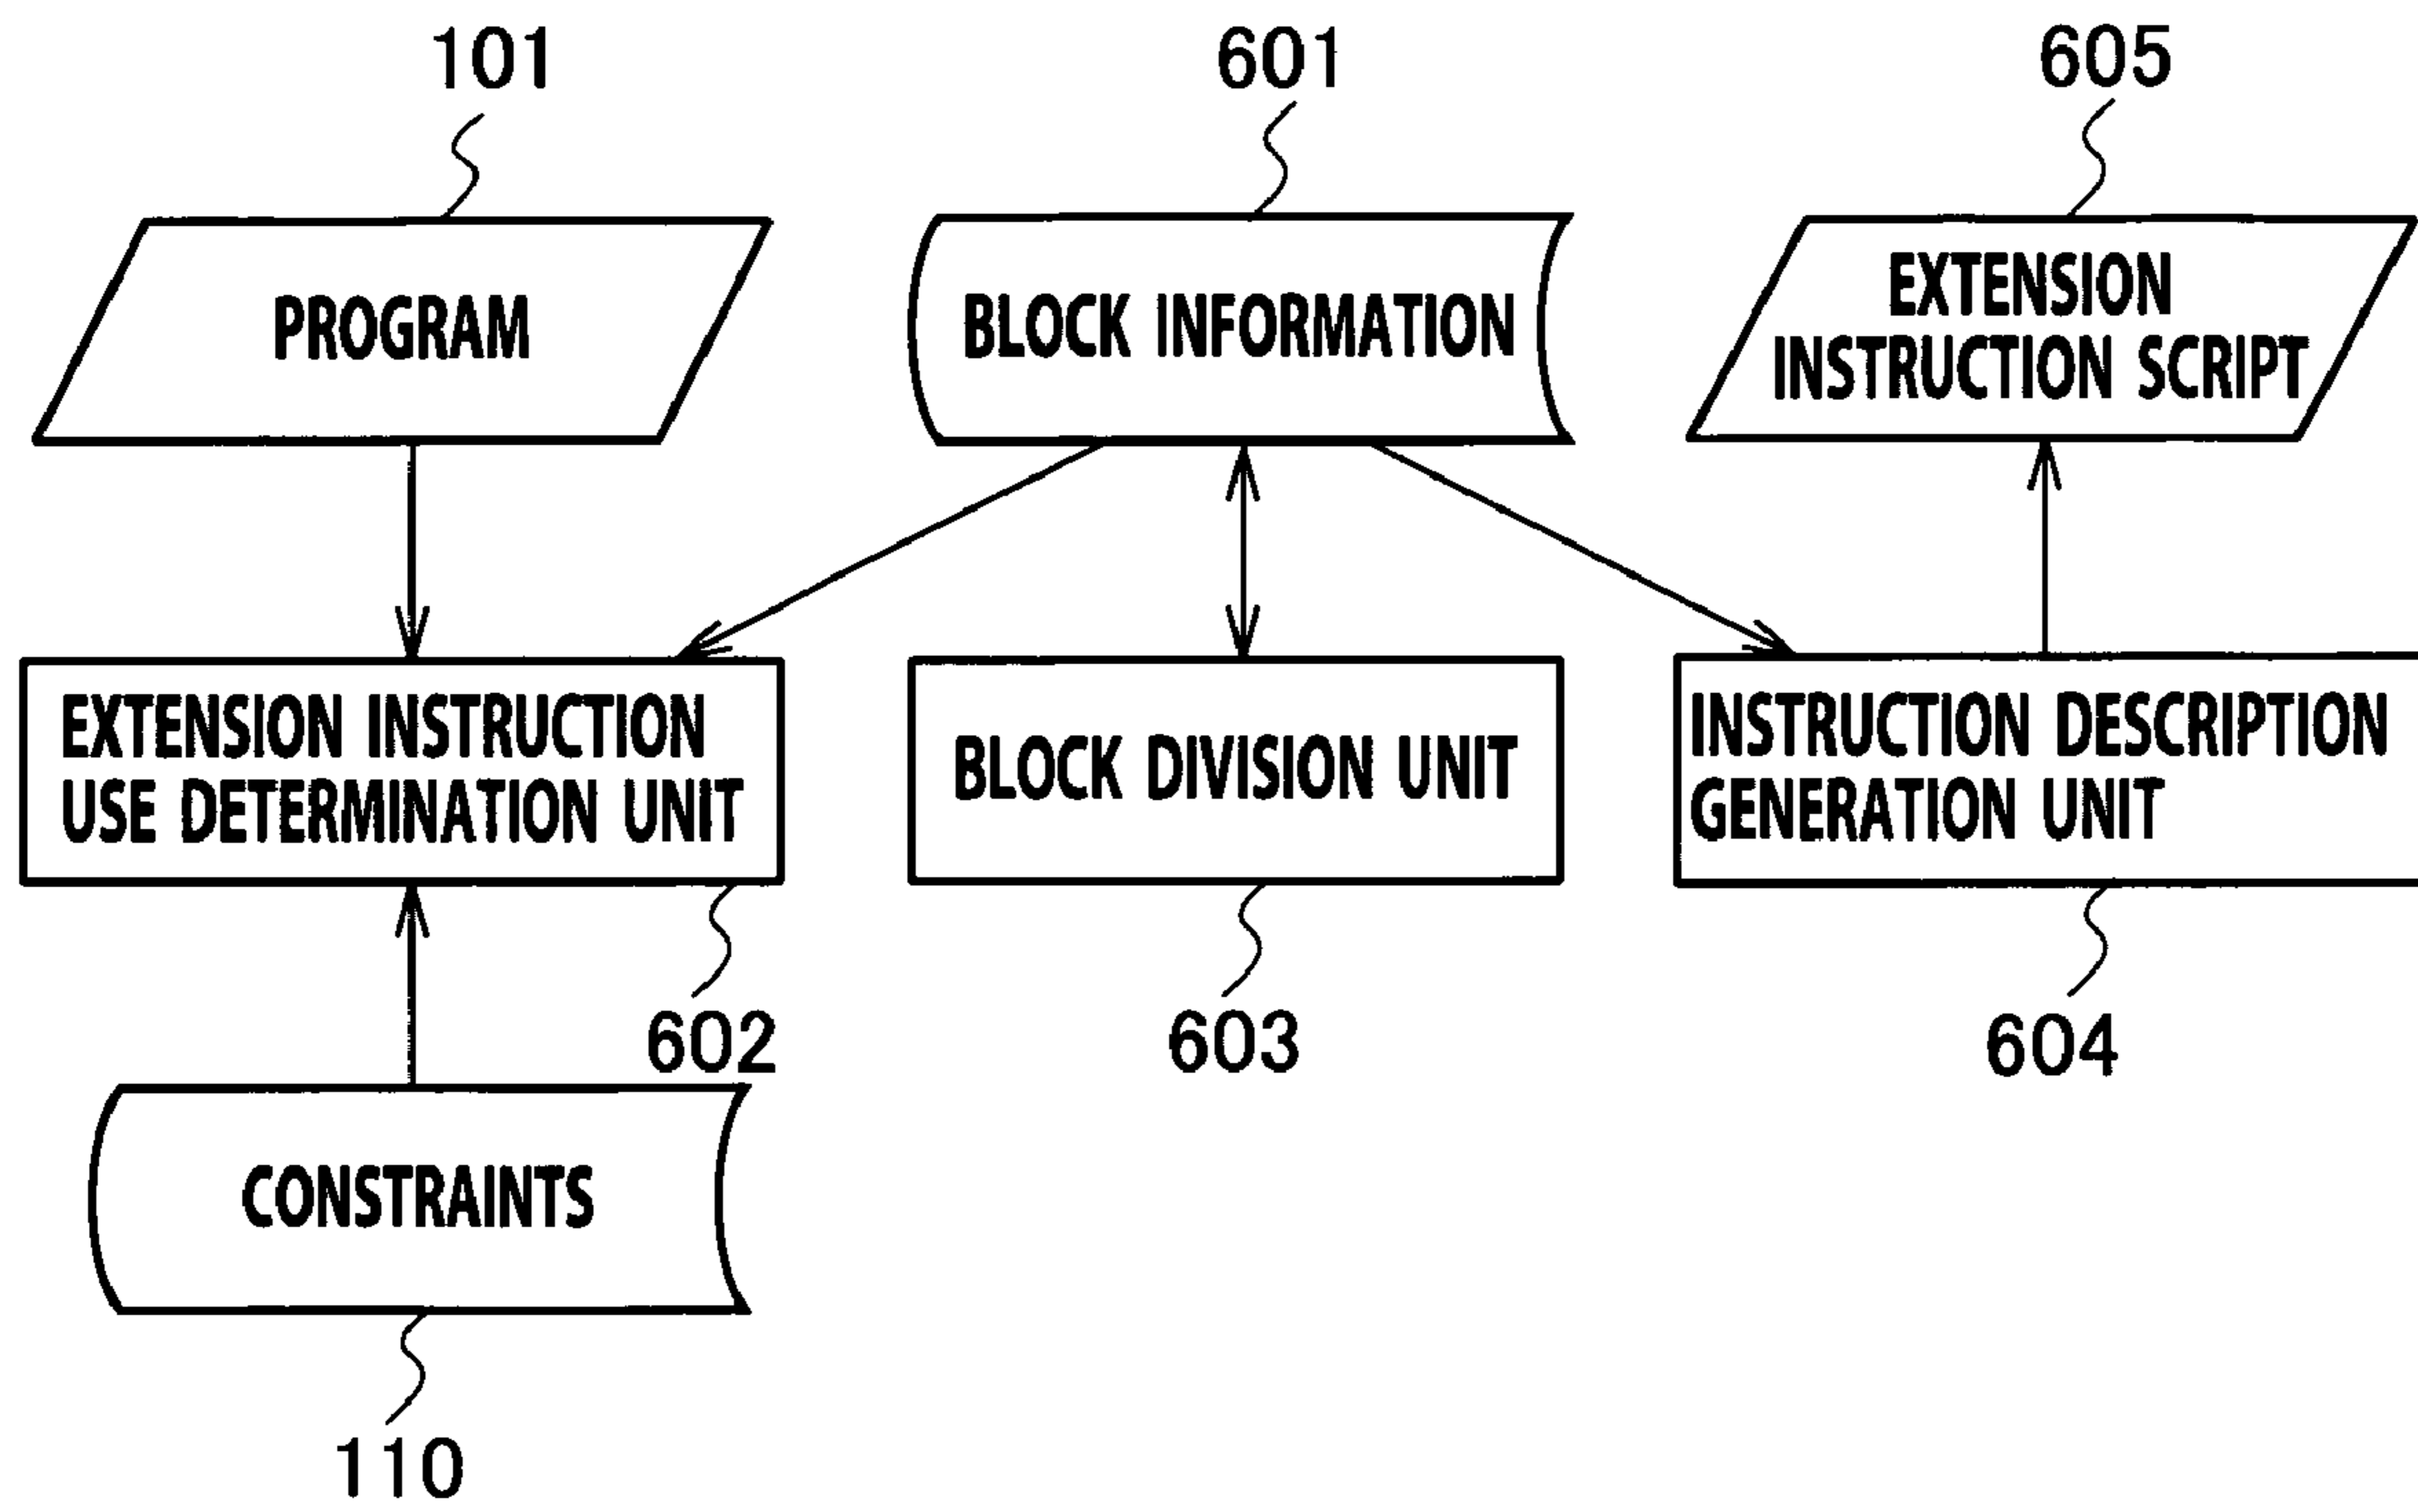 101
601
605
PROGRAM
BLOCK INFORMATION
EXTENSION
INSTRUCTION SCRIPT
EXTENSION INSTRUCTION
USE DETERMINATION UNIT
BLOCK DIVISION UNIT
INSTRUCTION DESCRIPTION
GENERATION UNIT
602
603
604
CONSTRAINTS
110